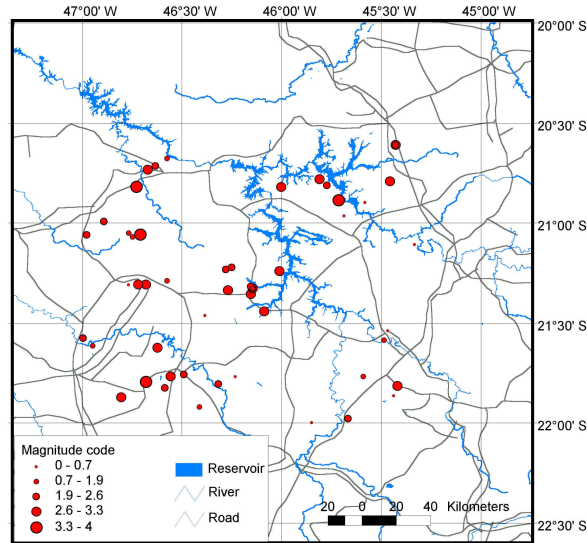 47°00' W 46°30' W 46°00' W 45°30' W 45°00' W
20°00' S
20°30' S
21°00' S
21°30' S
22°00' S
22°30' S
Magnitude code
0 - 0.7
0.7 - 1.9
1.9 - 2.6
2.6 - 3.3
3.3 - 4
Reservoir
River
Road
20 0 20 40 Kilometers